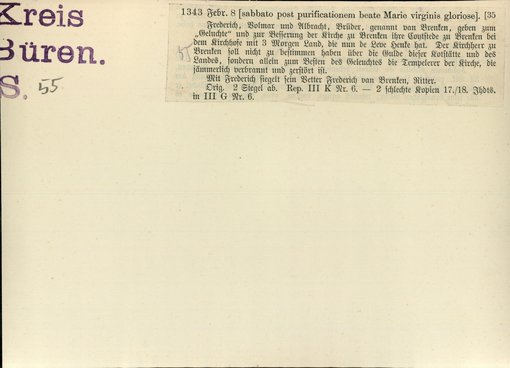 Kreis
Büren.
S. 55
1343 Febr. 8 [sabbato post purificationem beate Marie virginis gloriose]. [35
Frederich, Volmar und Albracht, Brüder, genannt van Brenken, geben zum
„Geluchte“ und zur Besserung der Kirche zu Brenken ihre Covtstede zu Brenken bei
dem Kirchhofe mit 3 Morgen Land, die nun de Leve Henke hat. Der Kirchherr zu
Brenken soll nicht zu bestimmen haben über die Gulde dieser Kotstätte und des
Landes, sondern allein zum Besten des Geleuchtes die Tempelerer der Kirche, die
jämmerlich verbrannt und zerstört ist.
Mit Frederich siegelt sein Vetter Frederich van Brenken, Ritter.
Orig. 2 Siegel ab. Rep. III K Nr. 6. — 2 schlechte Kopien 17./18. Jhdts.
in III G Nr. 6.
55